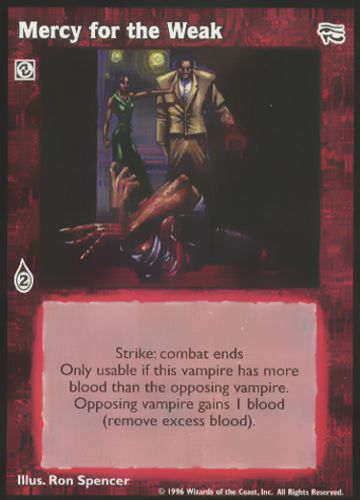 Mercy for the Weak
2
Strike: combat ends
Only usable if this vampire has more
blood than the opposing vampire.
Opposing vampire gains 1 blood
(remove excess blood).
Illus. Ron Spencer
© 1996 Wizards of the Coast, Inc. All Rights Reserved.